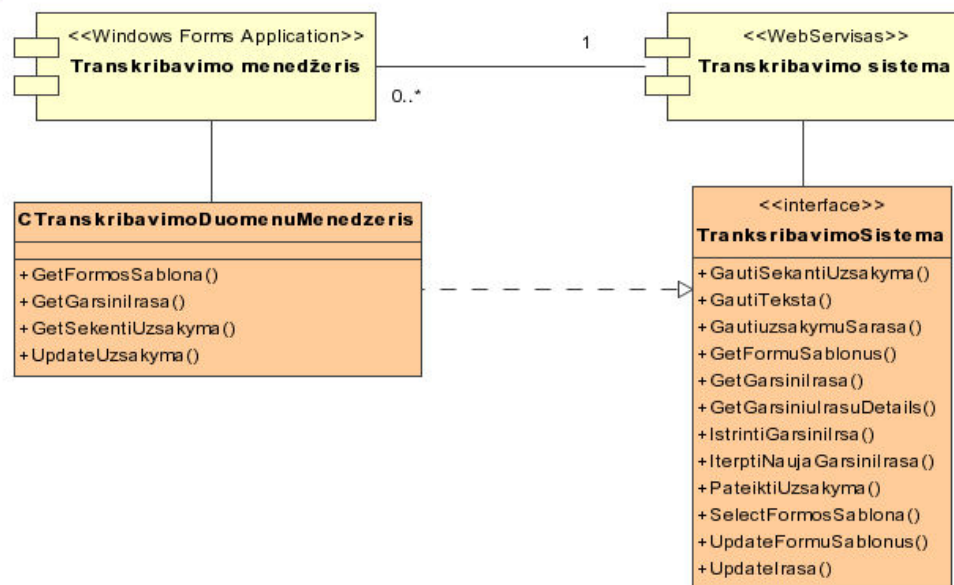 <<Windows Forms Application>>
Transkribavimo menedžeris
1
0..*
<<WebServisas>>
Transkribavimo sistema
CTranskribavimoDuomenuMenedzeris
+GetFormosSablona()
+GetGarsiniIrasa()
+GetSekentiUzsakyma()
+UpdateUzsakyma()
<<interface>>
TranksribavimoSistema
+GautiSekantiUzsakyma()
+GautiTeksta()
+GautiuzsakymuSarasa()
+GetFormuSablonus()
+GetGarsiniIrasa()
+GetGarsiniuIrasuDetails()
+IstrintiGarsiniIrsa()
+IterptiNaujaGarsiniIrasa()
+PateiktiUzsakyma()
+SelectFormosSablona()
+UpdateFormuSablonus()
+UpdateIrasa()